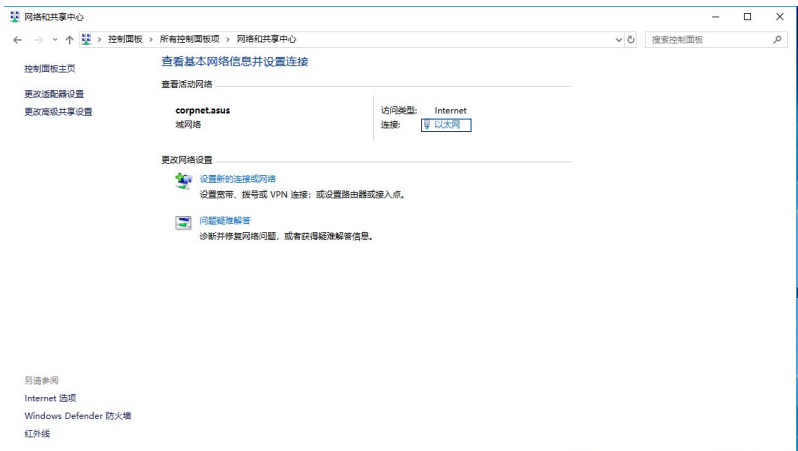 网络和共享中心
控制面板 › 所有控制面板项 › 网络和共享中心
搜索控制面板
控制面板主页
更改适配器设置
更改高级共享设置
查看基本网络信息并设置连接
查看活动网络
corpnet.asus
域网络
访问类型: Internet
连接: 以太网
更改网络设置
设置新的连接或网络
设置宽带、拨号或 VPN 连接；或设置路由器或接入点。
问题疑难解答
诊断并修复网络问题，或者获得疑难解答信息。
另请参阅
Internet 选项
Windows Defender 防火墙
红外线